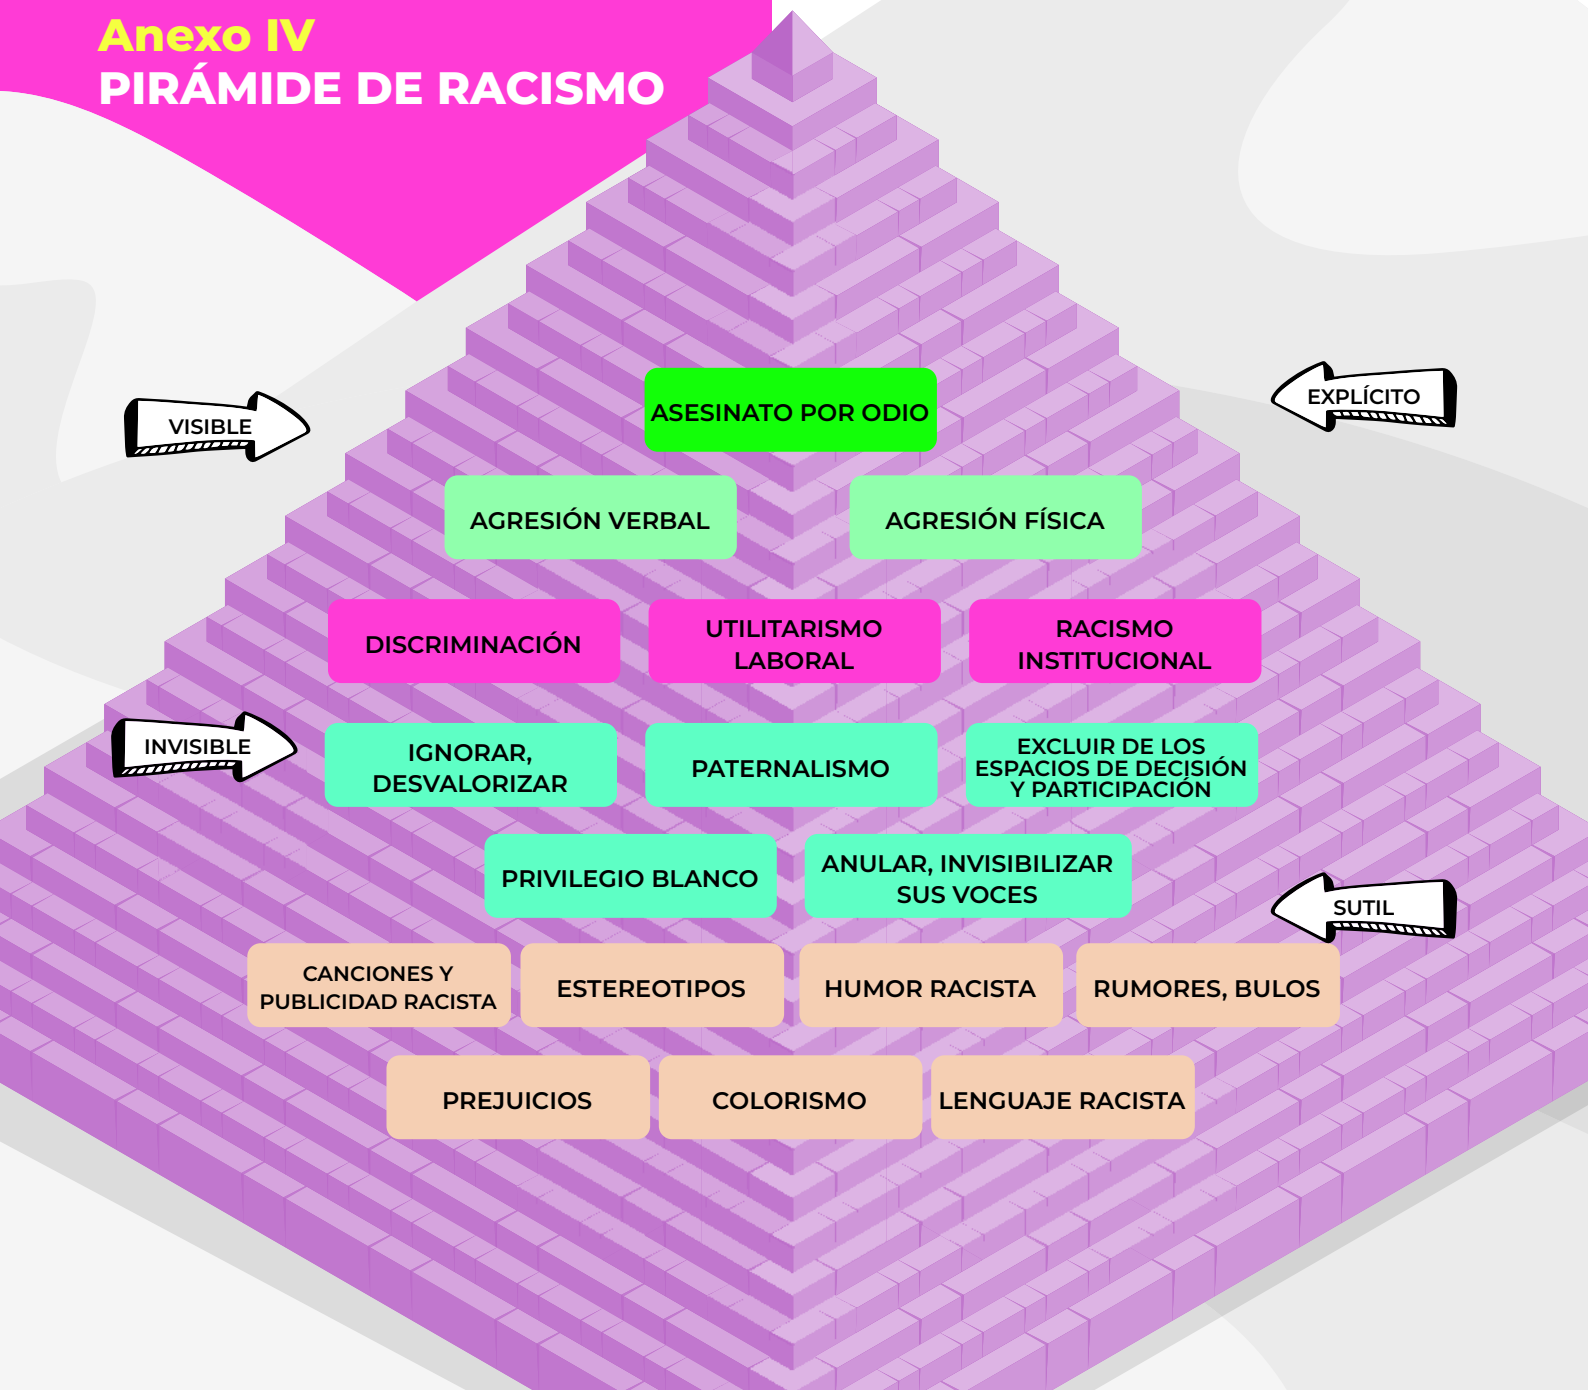 Anexo IV
PIRÁMIDE DE RACISMO
VISIBLE
EXPLÍCITO
ASESINATO POR ODIO
AGRESIÓN VERBAL
AGRESIÓN FÍSICA
DISCRIMINACIÓN
UTILITARISMO
LABORAL
RACISMO
INSTITUCIONAL
INVISIBLE
IGNORAR,
DESVALORIZAR
PATERNALISMO
EXCLUIR DE LOS
ESPACIOS DE DECISIÓN
Y PARTICIPACIÓN
PRIVILEGIO BLANCO
ANULAR, INVISIBILIZAR
SUS VOCES
SUTIL
CANCIONES Y
PUBLICIDAD RACISTA
ESTEREOTIPOS
HUMOR RACISTA
RUMORES, BULOS
PREJUICIOS
COLORISMO
LENGUAJE RACISTA